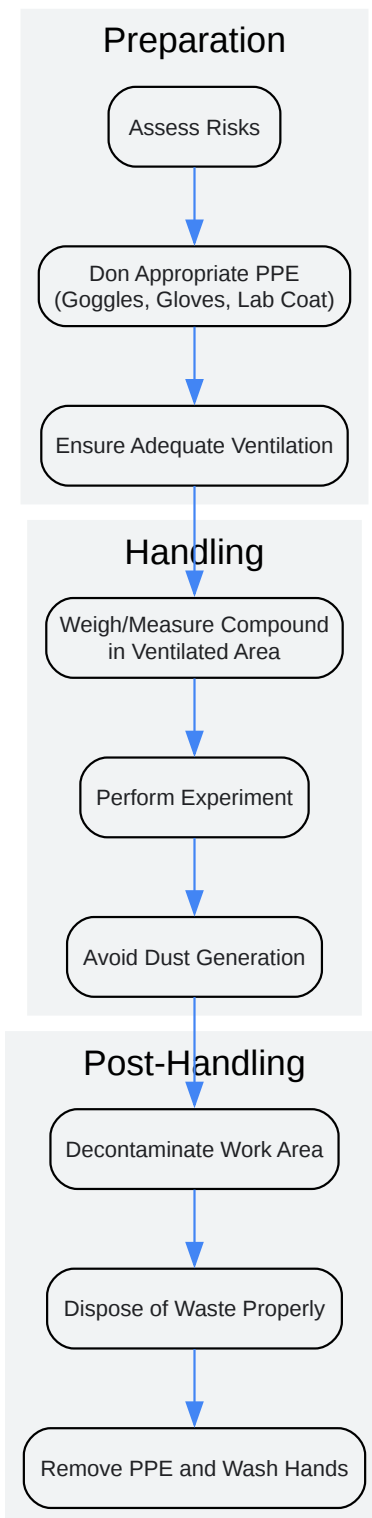 Preparation
Assess Risks
Don Appropriate PPE
(Goggles, Gloves, Lab Coat)
Ensure Adequate Ventilation
Handling
Weigh/Measure Compound
in Ventilated Area
Perform Experiment
Avoid Dust Generation
Post-Handling
Decontaminate Work Area
Dispose of Waste Properly
Remove PPE and Wash Hands